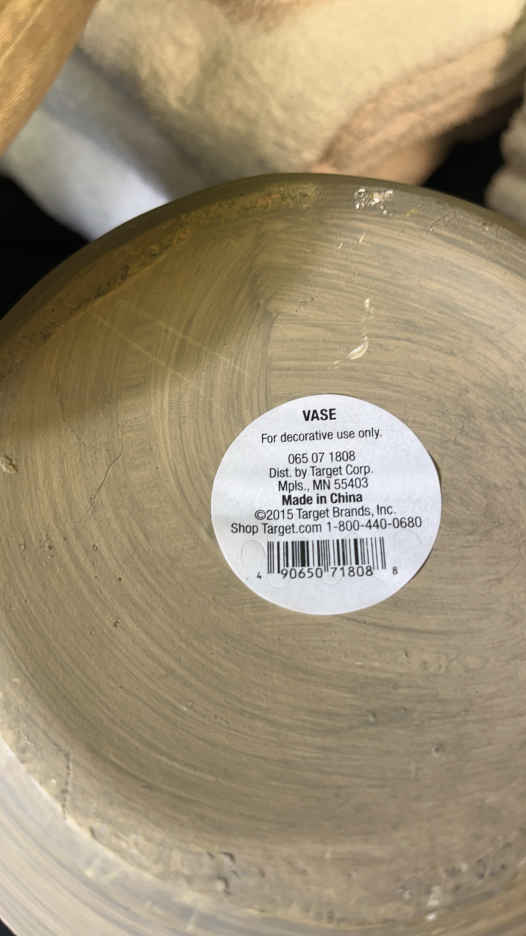 VASE
For decorative use only.
065 07 1808
Dist. by Target Corp.
Mpls., MN 55403
Made in China
©2015 Target Brands, Inc.
Shop Target.com 1-800-440-0680
4 90650 71808 8